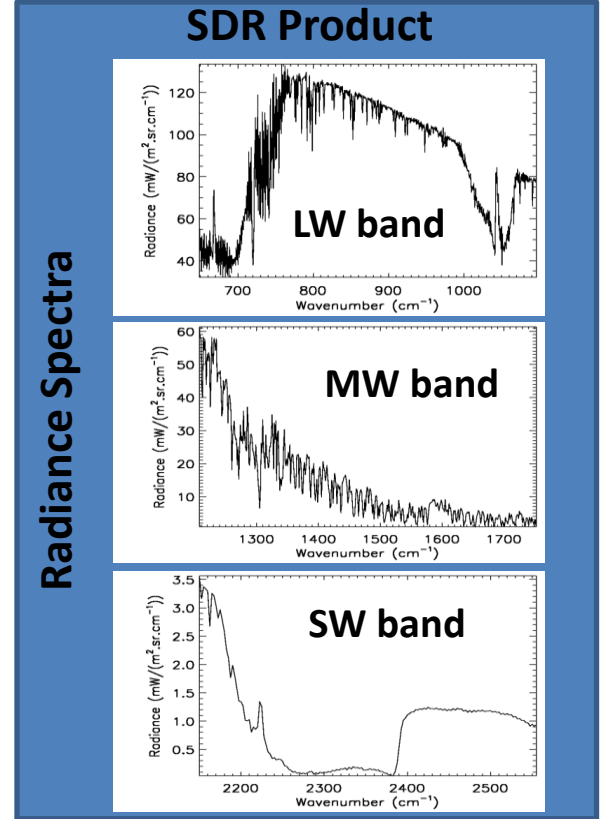 SDR Product
Radiance Spectra
Radiance (mW/(m².sr.cm⁻¹))
120
100
80
60
40
LW band
700 800 900 1000
Wavenumber (cm⁻¹)
Radiance (mW/(m².sr.cm⁻¹))
60
50
40
30
20
10
MW band
1300 1400 1500 1600 1700
Wavenumber (cm⁻¹)
Radiance (mW/(m².sr.cm⁻¹))
3.5
3.0
2.5
2.0
1.5
1.0
0.5
SW band
2200 2300 2400 2500
Wavenumber (cm⁻¹)